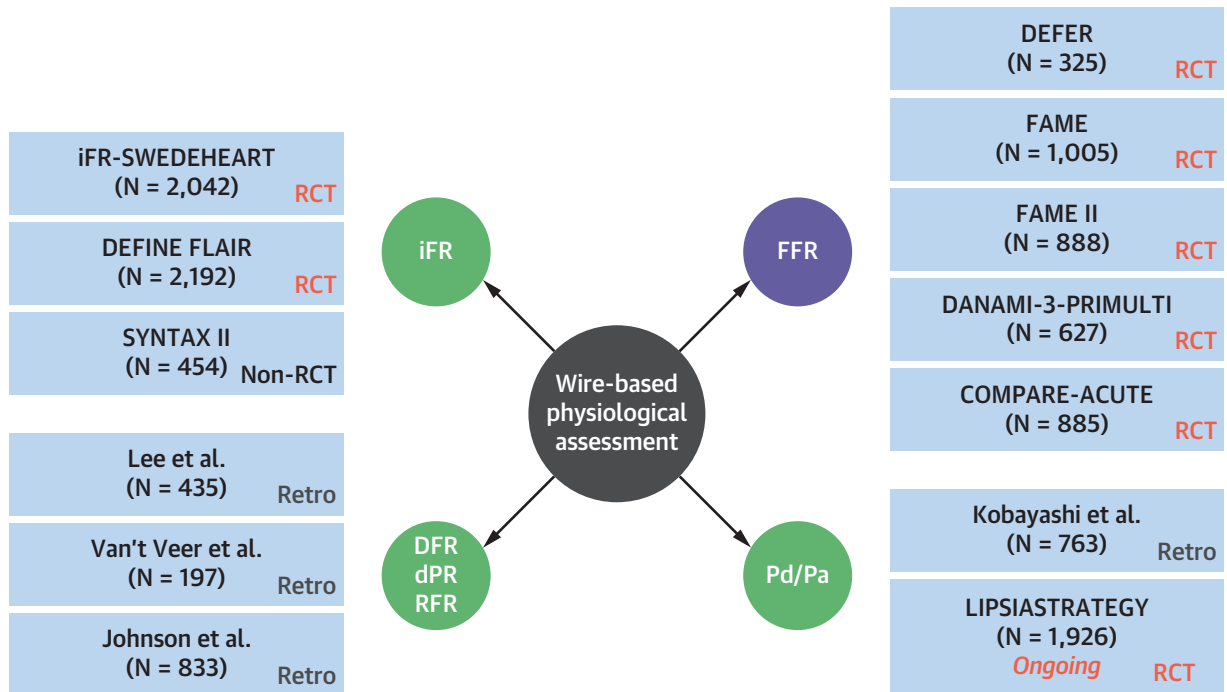 iFR-SWEDEHEART
(N = 2,042)
RCT
DEFINE FLAIR
(N = 2,192)
RCT
SYNTAX II
(N = 454)
Non-RCT
Lee et al.
(N = 435)
Retro
Van't Veer et al.
(N = 197)
Retro
Johnson et al.
(N = 833)
Retro
iFR
FFR
Wire-based
physiological
assessment
DFR
dPR
RFR
Pd/Pa
DEFER
(N = 325)
RCT
FAME
(N = 1,005)
RCT
FAME II
(N = 888)
RCT
DANAMI-3-PRIMULTI
(N = 627)
RCT
COMPARE-ACUTE
(N = 885)
RCT
Kobayashi et al.
(N = 763)
Retro
LIPSIASTRATEGY
(N = 1,926)
Ongoing
RCT